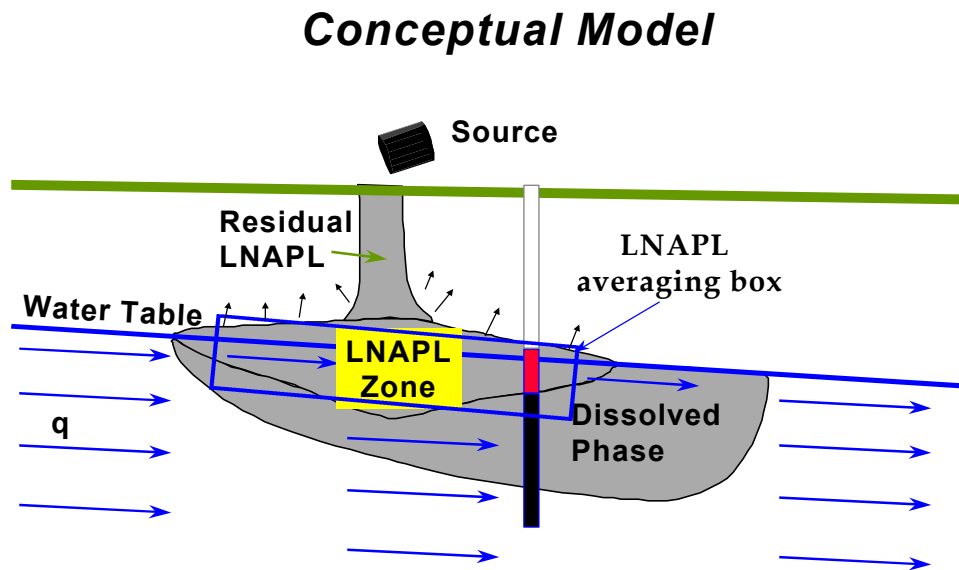 Conceptual Model
Source
Residual
LNAPL
LNAPL
averaging box
Water Table
LNAPL
Zone
q
Dissolved
Phase